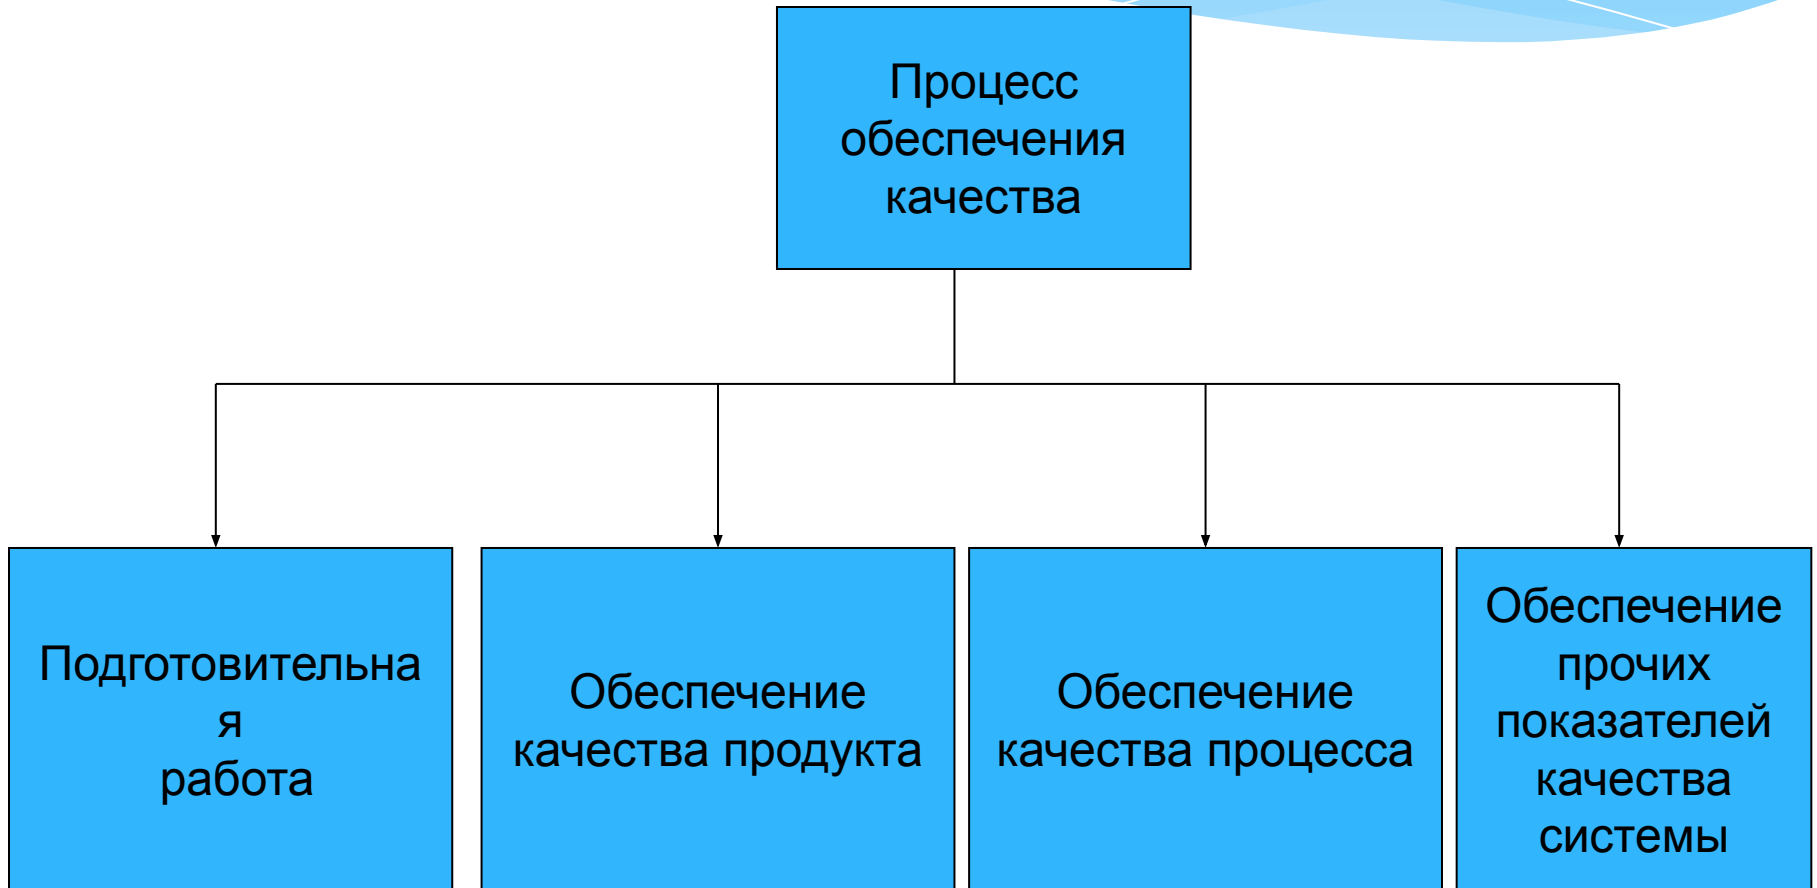 Процесс
обеспечения
качества
Подготовительна
я
работа
Обеспечение
качества продукта
Обеспечение
качества процесса
Обеспечение
прочих
показателей
качества
системы